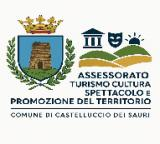 ASSESSORATO
TURISMO CULTURA
SPETTACOLO E
PROMOZIONE DEL TERRITORIO
COMUNE DI CASTELLUCCIO DEI SAURI